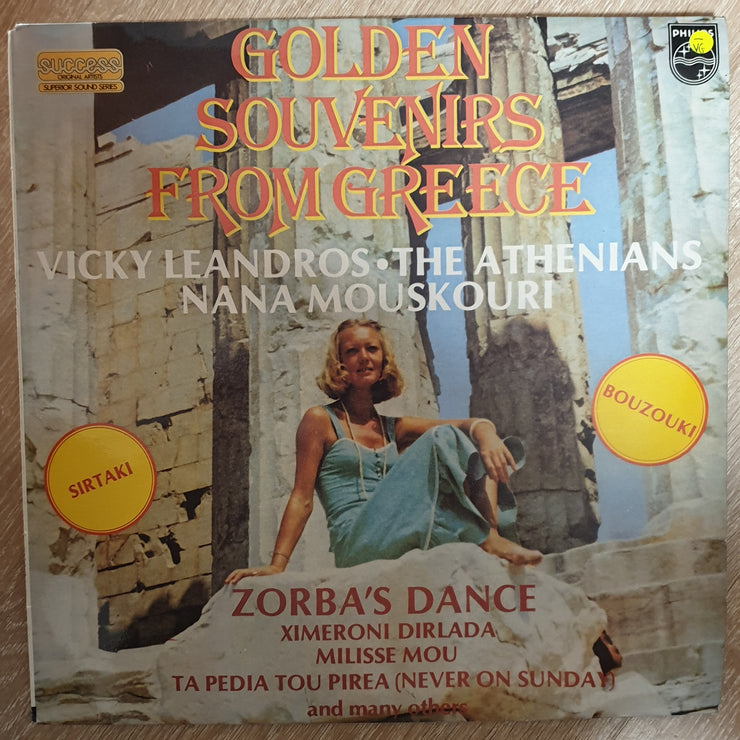 success
ORIGINAL ARTISTS
SUPERIOR SOUND SERIES
PHILIPS
VG
GOLDEN
SOUVENIRS
FROM GREECE
VICKY LEANDROS • THE ATHENIANS
NANA MOUSKOURI
BOUZOUKI
SIRTAKI
ZORBA'S DANCE
XIMERONI DIRLADA
MILISSE MOU
TA PEDIA TOU PIREA (NEVER ON SUNDAY)
and many others